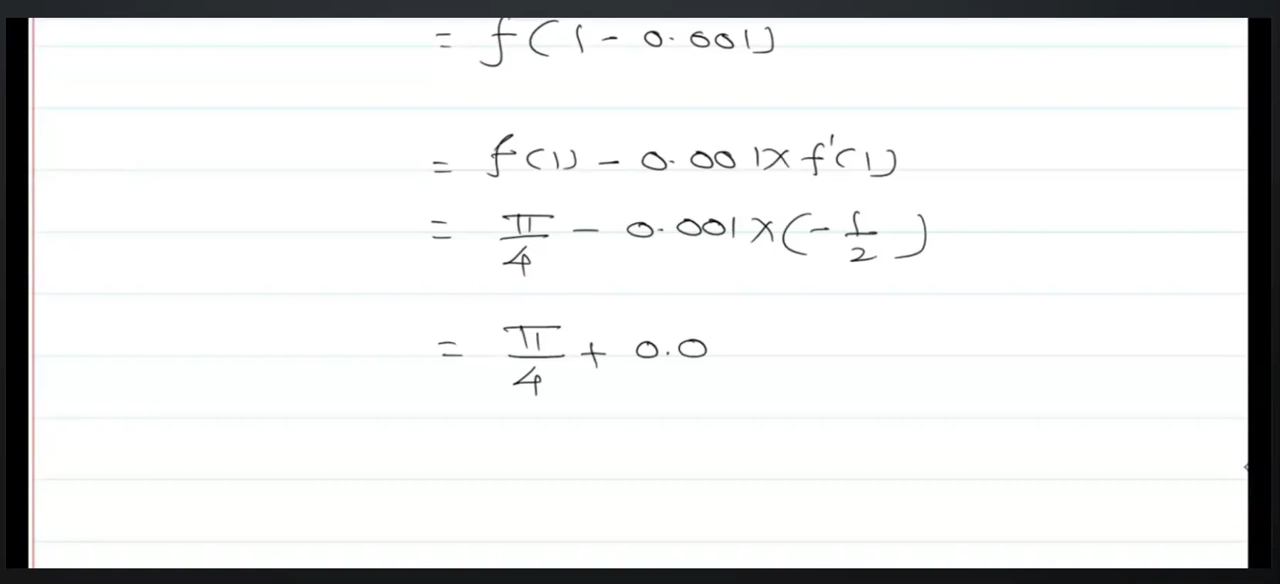 = f(1 - 0.001)
= f(1) - 0.001 × f'(1)
= π/4 - 0.001 × (-1/2)
= π/4 + 0.0